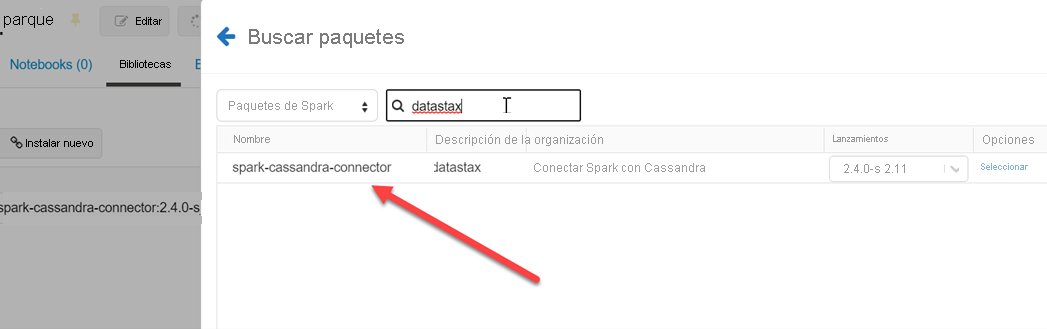 parque
Editar
Notebooks (0)
Bibliotecas
Instalar nuevo
spark-cassandra-connector:2.4.0-s
Buscar paquetes
Paquetes de Spark
datastax
Nombre
Descripción de la organización
Lanzamientos
Opciones
spark-cassandra-connector
datastax
Conectar Spark con Cassandra
2.4.0-s 2.11
Seleccionar